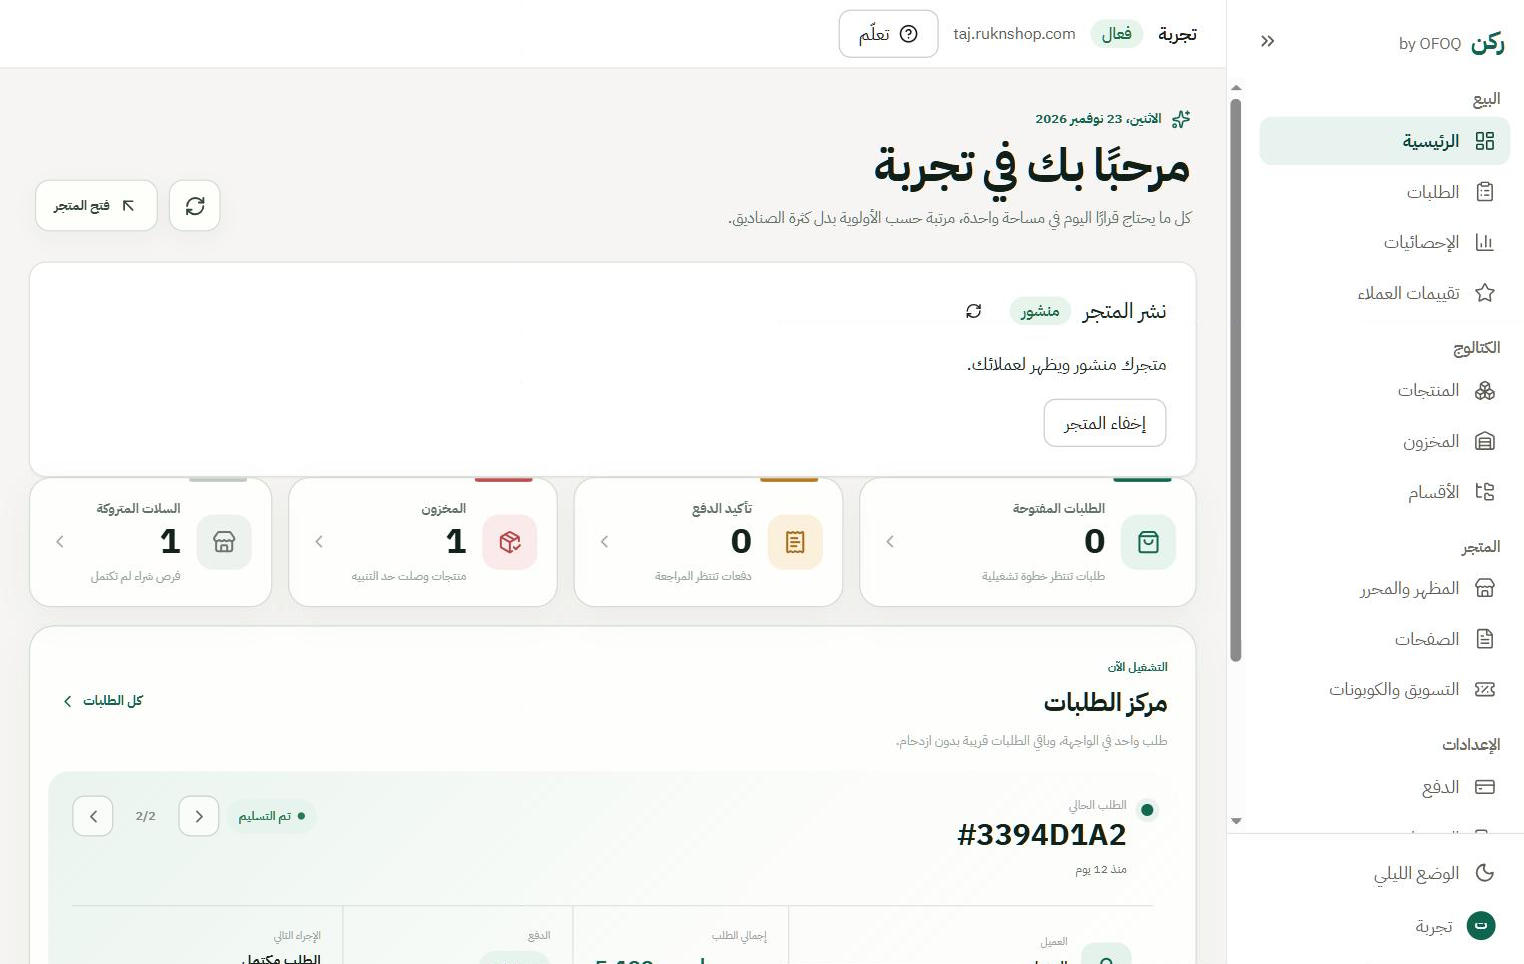 ركن by OFOQ
البيع
الرئيسية
الطلبات
الإحصائيات
تقييمات العملاء
الكتالوج
المنتجات
المخزون
الأقسام
المتجر
المظهر والمحرر
الصفحات
التسويق والكوبونات
الإعدادات
الدفع
الوضع الليلي
ت تجربة
تجربة فعال taj.ruknshop.com تعلّم
الاثنين، 23 نوفمبر 2026
مرحبًا بك في تجربة
كل ما يحتاج قرارًا اليوم في مساحة واحدة، مرتبة حسب الأولوية بدل كثرة الصناديق.
فتح المتجر
نشر المتجر منشور
متجرك منشور ويظهر لعملائك.
إخفاء المتجر
الطلبات المفتوحة
0
طلبات تنتظر خطوة تشغيلية
تأكيد الدفع
0
دفعات تنتظر المراجعة
المخزون
1
منتجات وصلت حد التنبيه
السلات المتروكة
1
فرص شراء لم تكتمل
التشغيل الآن
مركز الطلبات
طلب واحد في الواجهة، وباقي الطلبات قريبة بدون ازدحام.
كل الطلبات
الطلب الحالي
#3394D1A2
منذ 12 يوم
تم التسليم
2/2
العميل
إجمالي الطلب
الدفع
الإجراء التالي
الطلب مكتمل